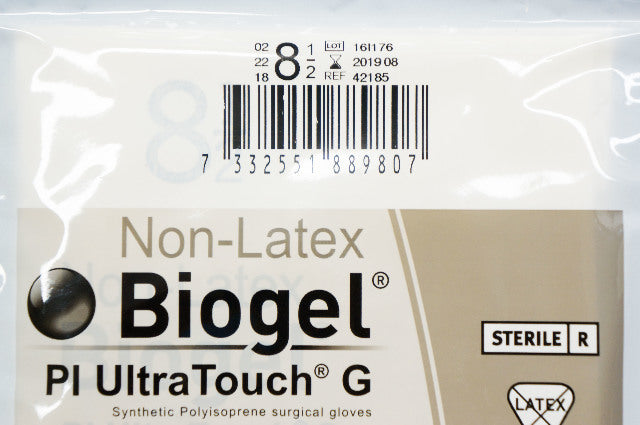 02
22
18
8 1/2
LOT 16I176
2019 08
REF 42185
7 332551 889807
Non-Latex
Biogel®
PI UltraTouch® G
Synthetic Polyisoprene surgical gloves
STERILE R
LATEX